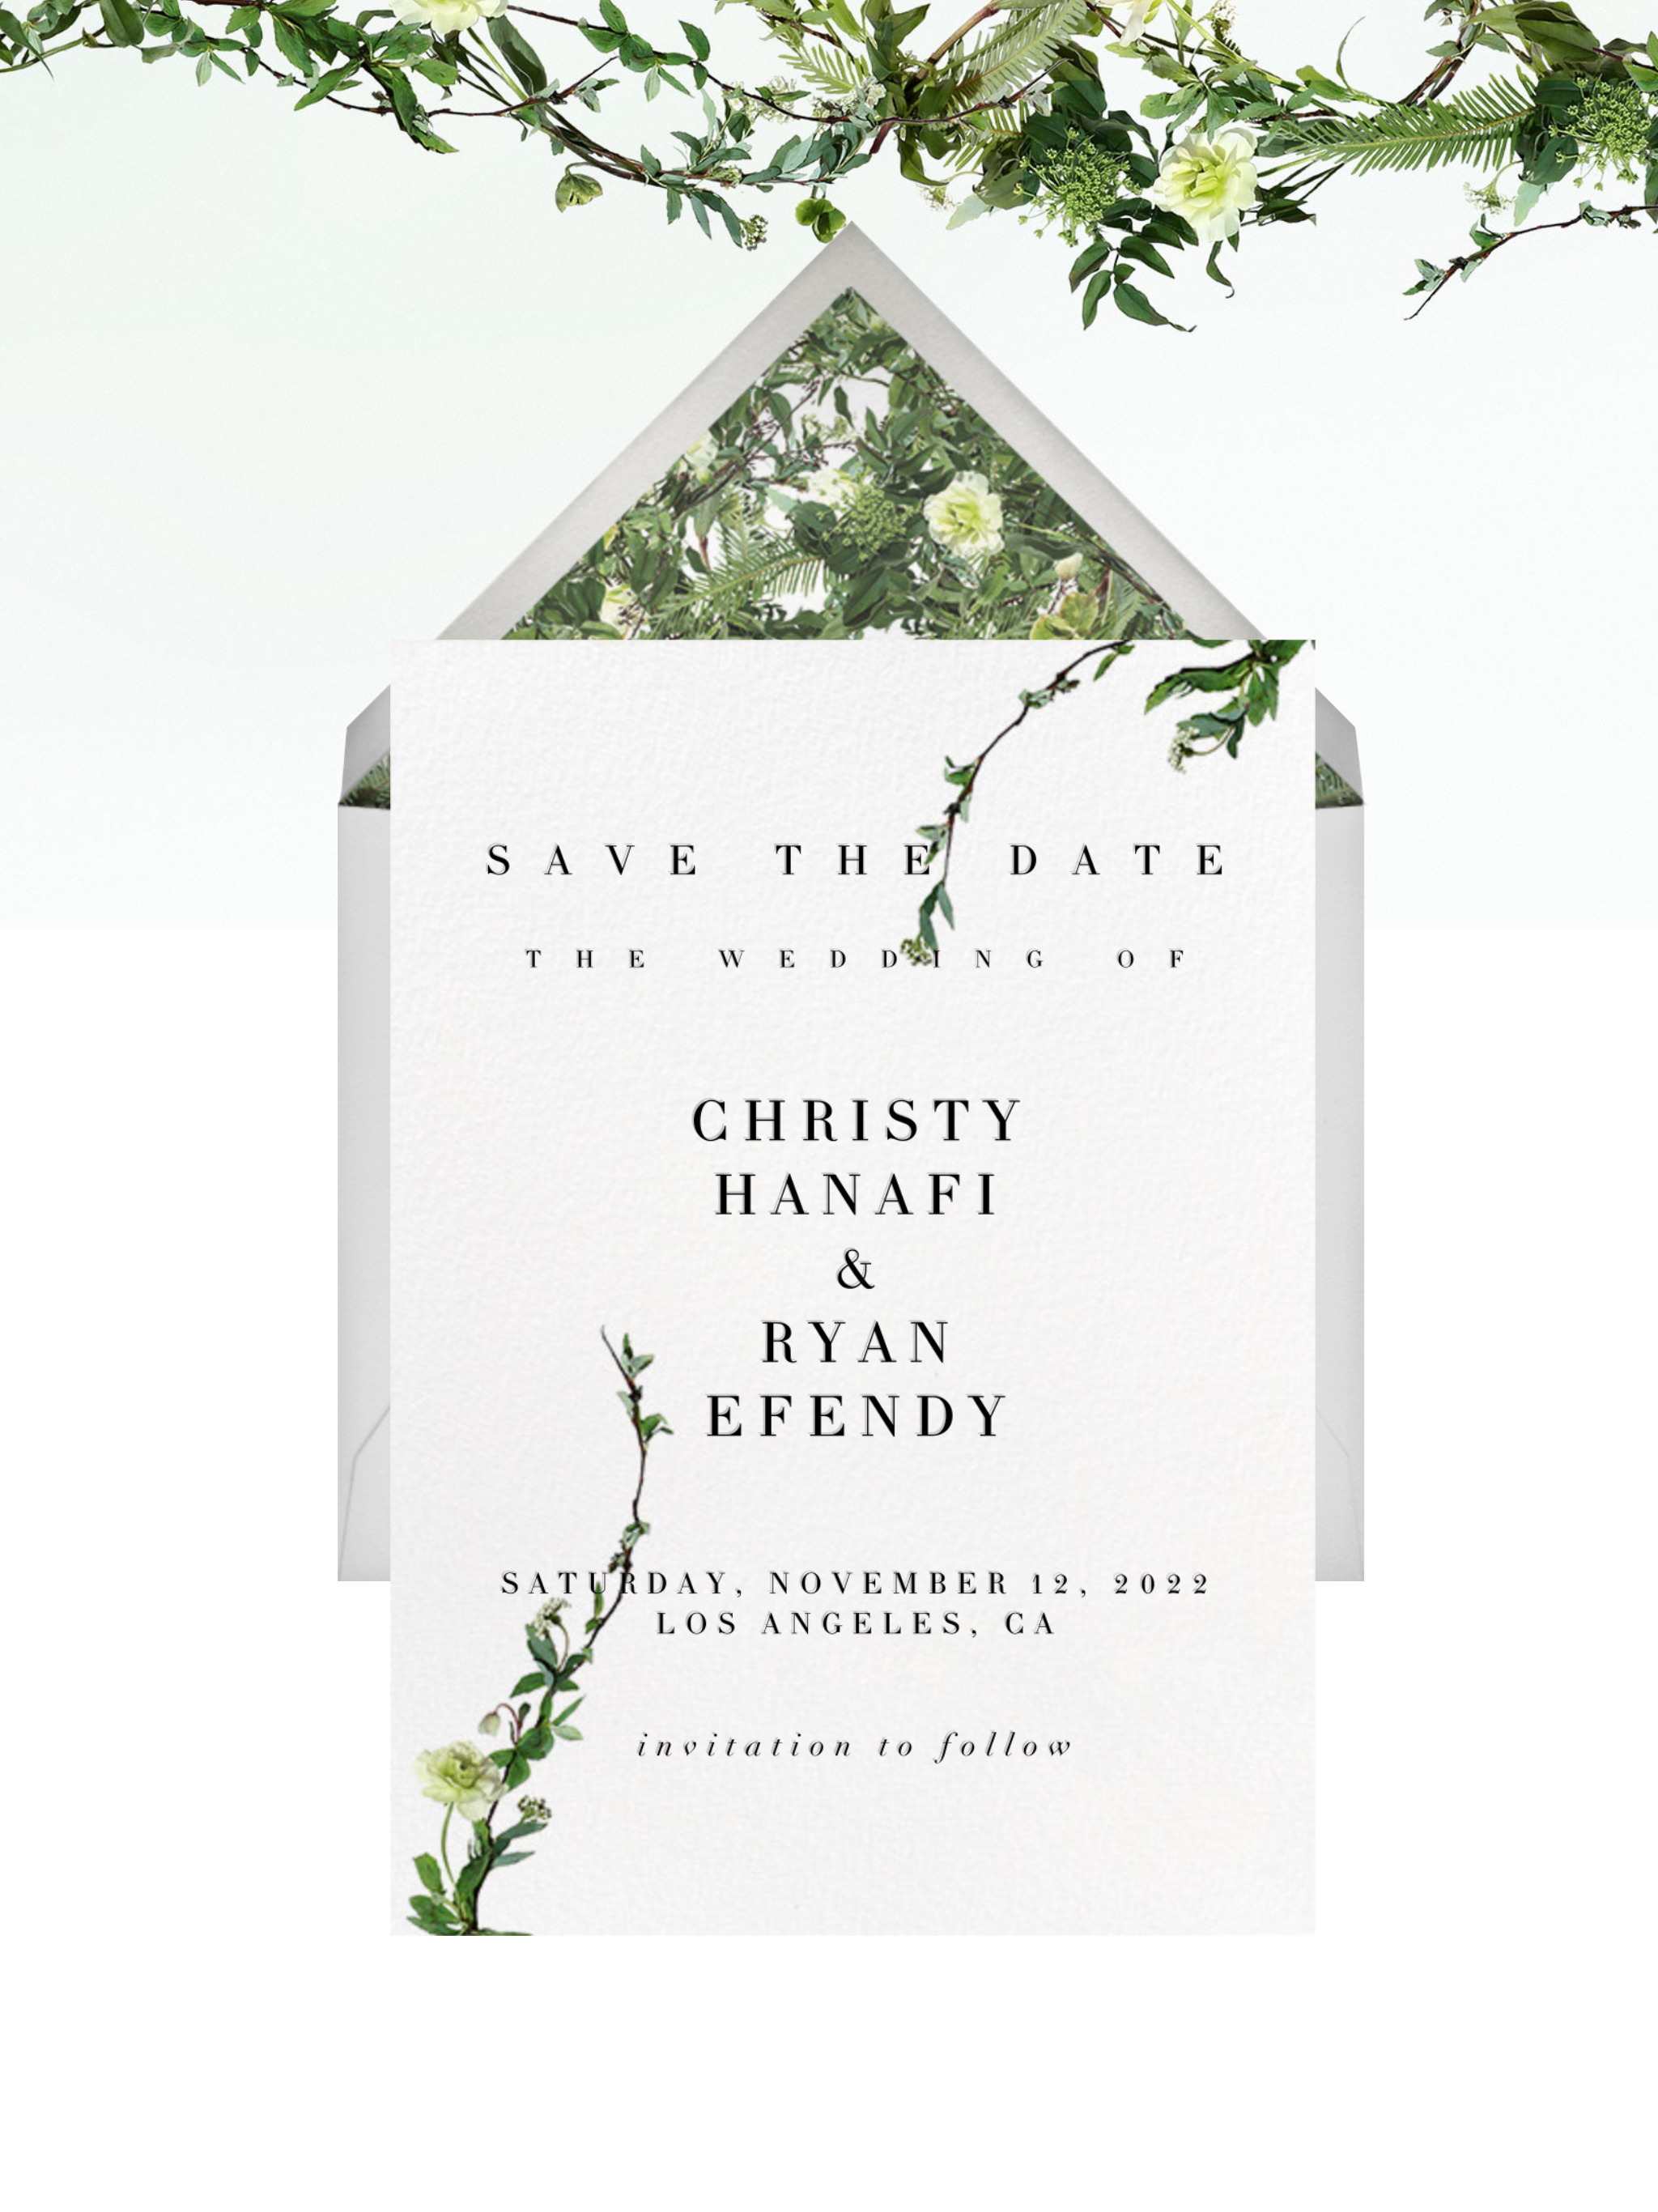 SAVE THE DATE
THE WEDDING OF
CHRISTY
HANAFI
&
RYAN
EFENDY
SATURDAY, NOVEMBER 12, 2022
LOS ANGELES, CA
invitation to follow